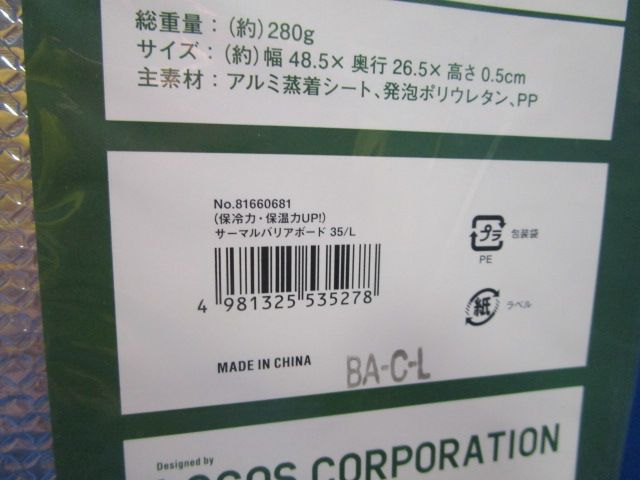 総重量：（約）280g
サイズ：（約）幅 48.5× 奥行 26.5× 高さ 0.5cm
主素材：アルミ蒸着シート、発泡ポリウレタン、PP
No.81660681
（保冷力・保温力UP!）
サーマルバリアボード 35/L
4 981325 535278
プラ 包装袋
PE
紙 ラベル
MADE IN CHINA
BA-C-L
Designed by
LOGOS CORPORATION